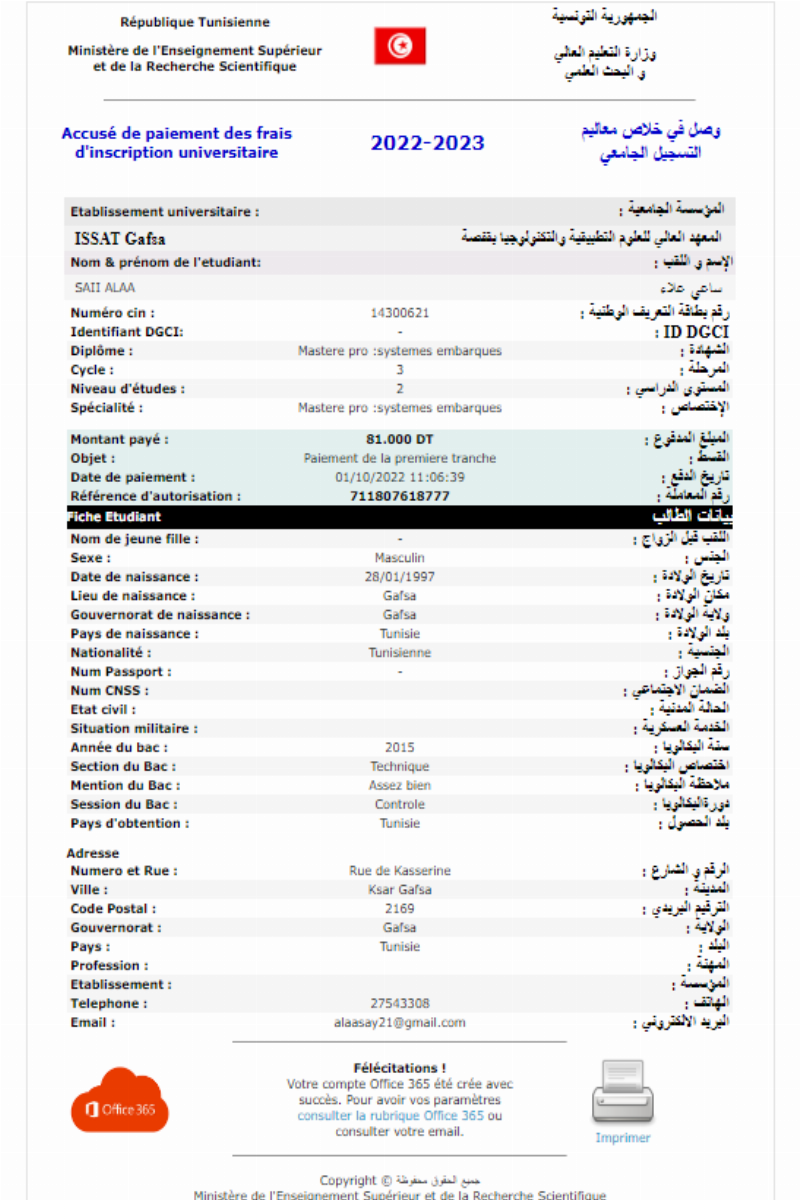 République Tunisienne
الجمهورية التونسية
Ministère de l'Enseignement Supérieur
et de la Recherche Scientifique
وزارة التعليم العالي
و البحث العلمي
Accusé de paiement des frais
d'inscription universitaire
2022-2023
وصل في خلاص معاليم
التسجيل الجامعي
Etablissement universitaire : المؤسسة الجامعية :
ISSAT Gafsa المعهد العالي للعلوم التطبيقية والتكنولوجيا بقفصة
Nom & prénom de l'etudiant: الإسم و اللقب :
SAII ALAA ساعي علاء
Numéro cin : 14300621 رقم بطاقة التعريف الوطنية :
Identifiant DGCI: - ID DGCI :
Diplôme : Mastere pro :systemes embarques الشهادة :
Cycle : 3 المرحلة :
Niveau d'études : 2 المستوى الدراسي :
Spécialité : Mastere pro :systemes embarques الإختصاص :
Montant payé : 81.000 DT المبلغ المدفوع :
Objet : Paiement de la premiere tranche القسط :
Date de paiement : 01/10/2022 11:06:39 تاريخ الدفع :
Référence d'autorisation : 711807618777 رقم المعاملة :
Fiche Etudiant بيانات الطالب
Nom de jeune fille : - اللقب قبل الزواج :
Sexe : Masculin الجنس :
Date de naissance : 28/01/1997 تاريخ الولادة :
Lieu de naissance : Gafsa مكان الولادة :
Gouvernorat de naissance : Gafsa ولاية الولادة :
Pays de naissance : Tunisie بلد الولادة :
Nationalité : Tunisienne الجنسية :
Num Passport : - رقم الجواز :
Num CNSS : الضمان الاجتماعي :
Etat civil : الحالة المدنية :
Situation militaire : الخدمة العسكرية :
Année du bac : 2015 سنة البكالويا :
Section du Bac : Technique اختصاص البكالويا :
Mention du Bac : Assez bien ملاحظة البكالويا :
Session du Bac : Controle دورةالبكالويا :
Pays d'obtention : Tunisie بلد الحصول :
Adresse
Numero et Rue : Rue de Kasserine الرقم و الشارع :
Ville : Ksar Gafsa المدينة :
Code Postal : 2169 الترقيم البريدي :
Gouvernorat : Gafsa الولاية :
Pays : Tunisie البلد :
Profession : المهنة :
Etablissement : المؤسسة :
Telephone : 27543308 الهاتف :
Email : alaasay21@gmail.com البريد الالكتروني :
Office 365
Félécitations !
Votre compte Office 365 été crée avec
succès. Pour avoir vos paramètres
consulter la rubrique Office 365 ou
consulter votre email.
Imprimer
Copyright © جميع الحقوق محفوظة
Ministère de l'Enseignement Supérieur et de la Recherche Scientifique